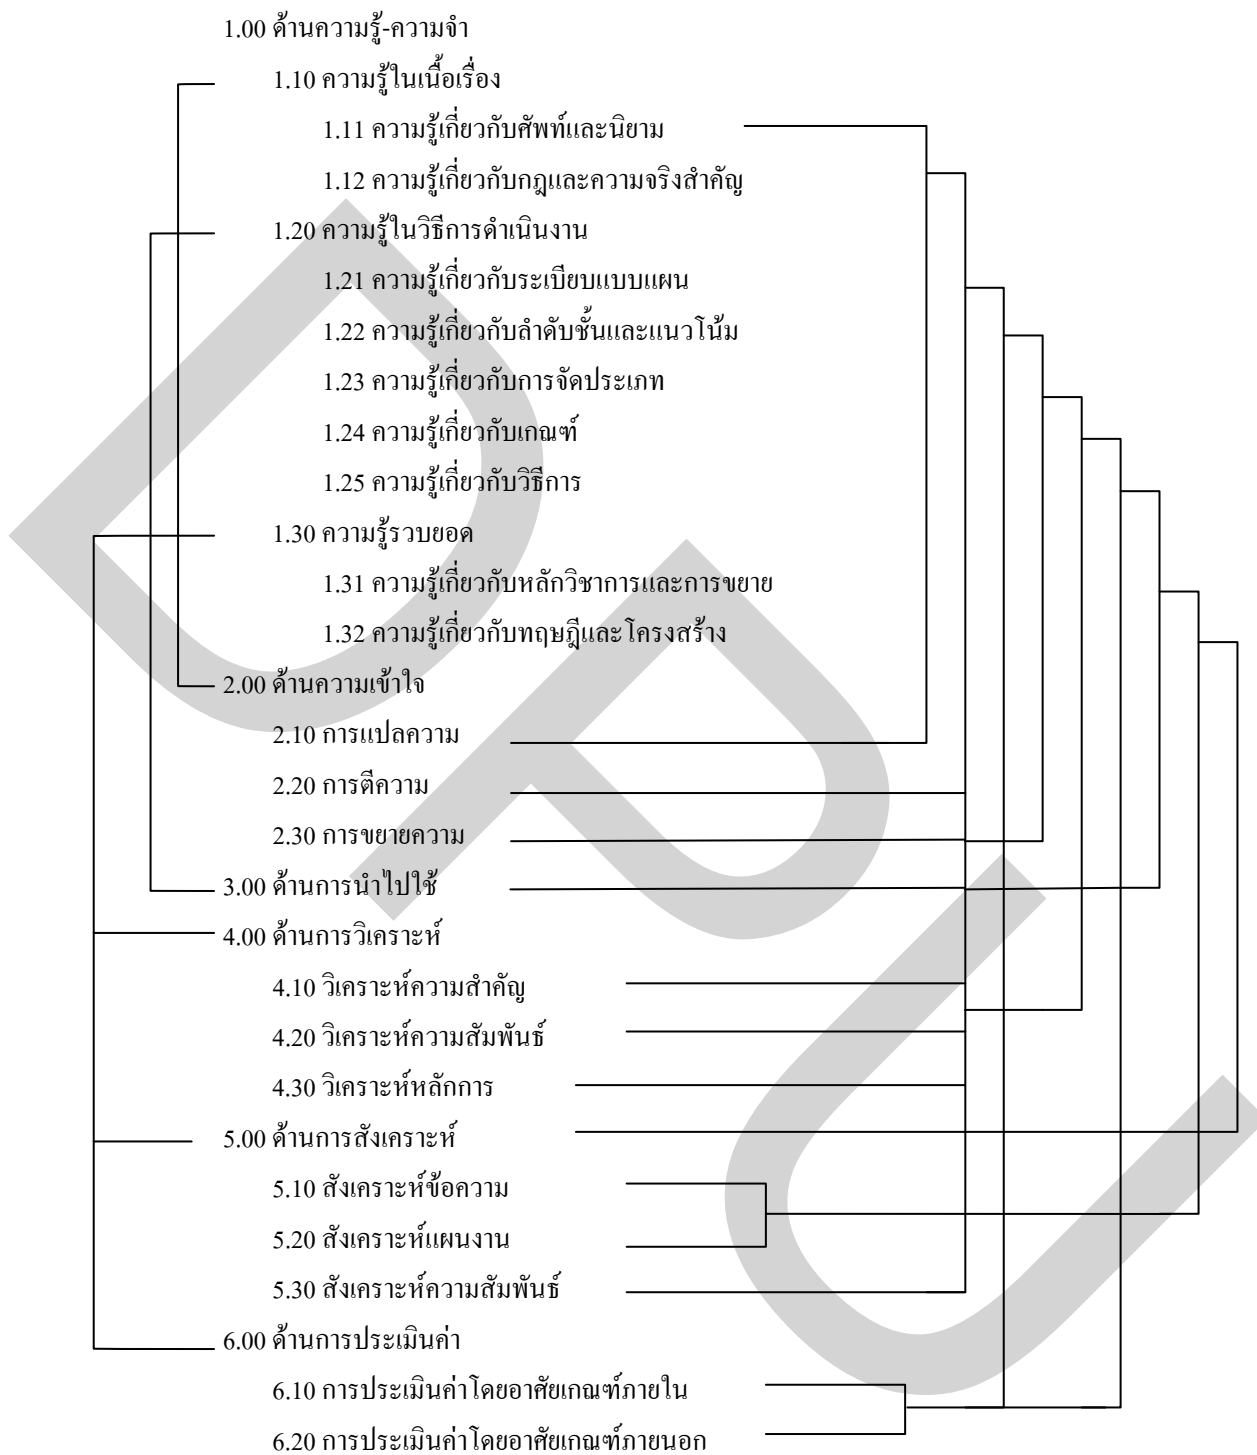 1.00 ด้านความรู้-ความจำ
1.10 ความรู้ในเนื้อเรื่อง
1.11 ความรู้เกี่ยวกับศัพท์และนิยาม
1.12 ความรู้เกี่ยวกับกฎและความจริงสำคัญ
1.20 ความรู้ในวิธีการดำเนินงาน
1.21 ความรู้เกี่ยวกับระเบียบแบบแผน
1.22 ความรู้เกี่ยวกับลำดับชั้นและแนวโน้ม
1.23 ความรู้เกี่ยวกับการจัดประเภท
1.24 ความรู้เกี่ยวกับเกณฑ์
1.25 ความรู้เกี่ยวกับวิธีการ
1.30 ความรู้รวบยอด
1.31 ความรู้เกี่ยวกับหลักวิชาการและการขยาย
1.32 ความรู้เกี่ยวกับทฤษฎีและโครงสร้าง
2.00 ด้านความเข้าใจ
2.10 การแปลความ
2.20 การตีความ
2.30 การขยายความ
3.00 ด้านการนำไปใช้
4.00 ด้านการวิเคราะห์
4.10 วิเคราะห์ความสำคัญ
4.20 วิเคราะห์ความสัมพันธ์
4.30 วิเคราะห์หลักการ
5.00 ด้านการสังเคราะห์
5.10 สังเคราะห์ข้อความ
5.20 สังเคราะห์แผนงาน
5.30 สังเคราะห์ความสัมพันธ์
6.00 ด้านการประเมินค่า
6.10 การประเมินค่าโดยอาศัยเกณฑ์ภายใน
6.20 การประเมินค่าโดยอาศัยเกณฑ์ภายนอก
DPU